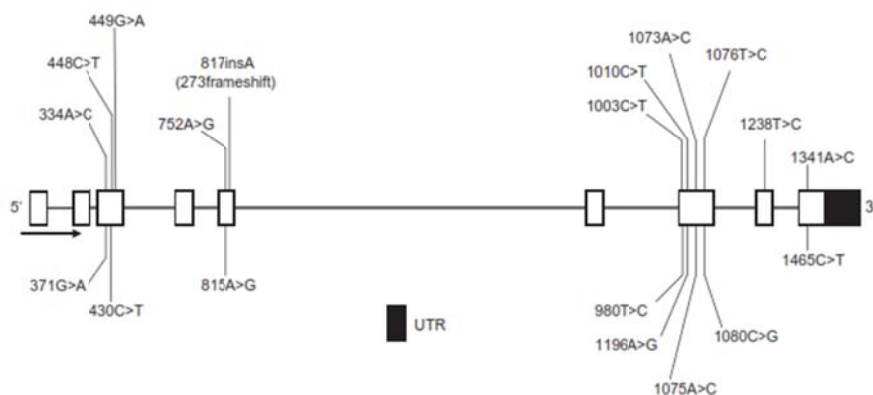 449G>A
448C>T
334A>C
817insA
(273frameshift)
752A>G
1073A>C
1010C>T
1003C>T
1076T>C
1238T>C
1341A>C
5'
3'
371G>A
430C>T
815A>G
UTR
980T>C
1196A>G
1075A>C
1080C>G
1465C>T